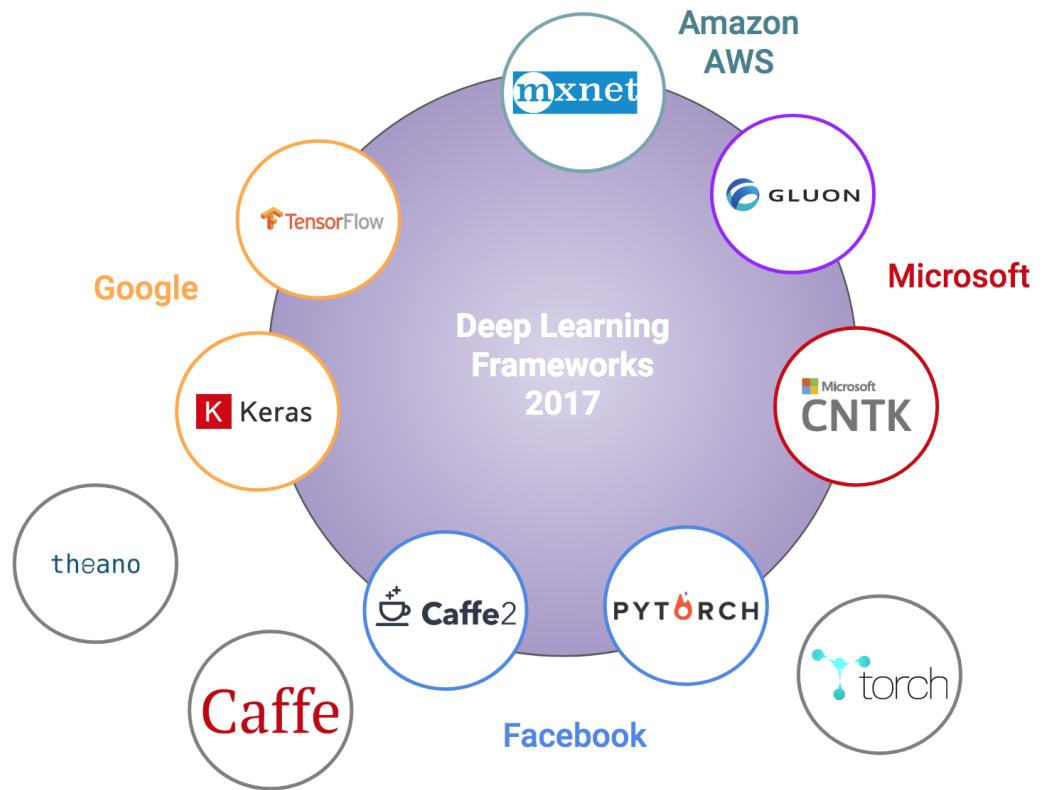 Amazon
AWS
mxnet
GLUON
TensorFlow
Google
Microsoft
Deep Learning
Frameworks
2017
K Keras
Microsoft
CNTK
theano
Caffe2
PYTORCH
Caffe
torch
Facebook